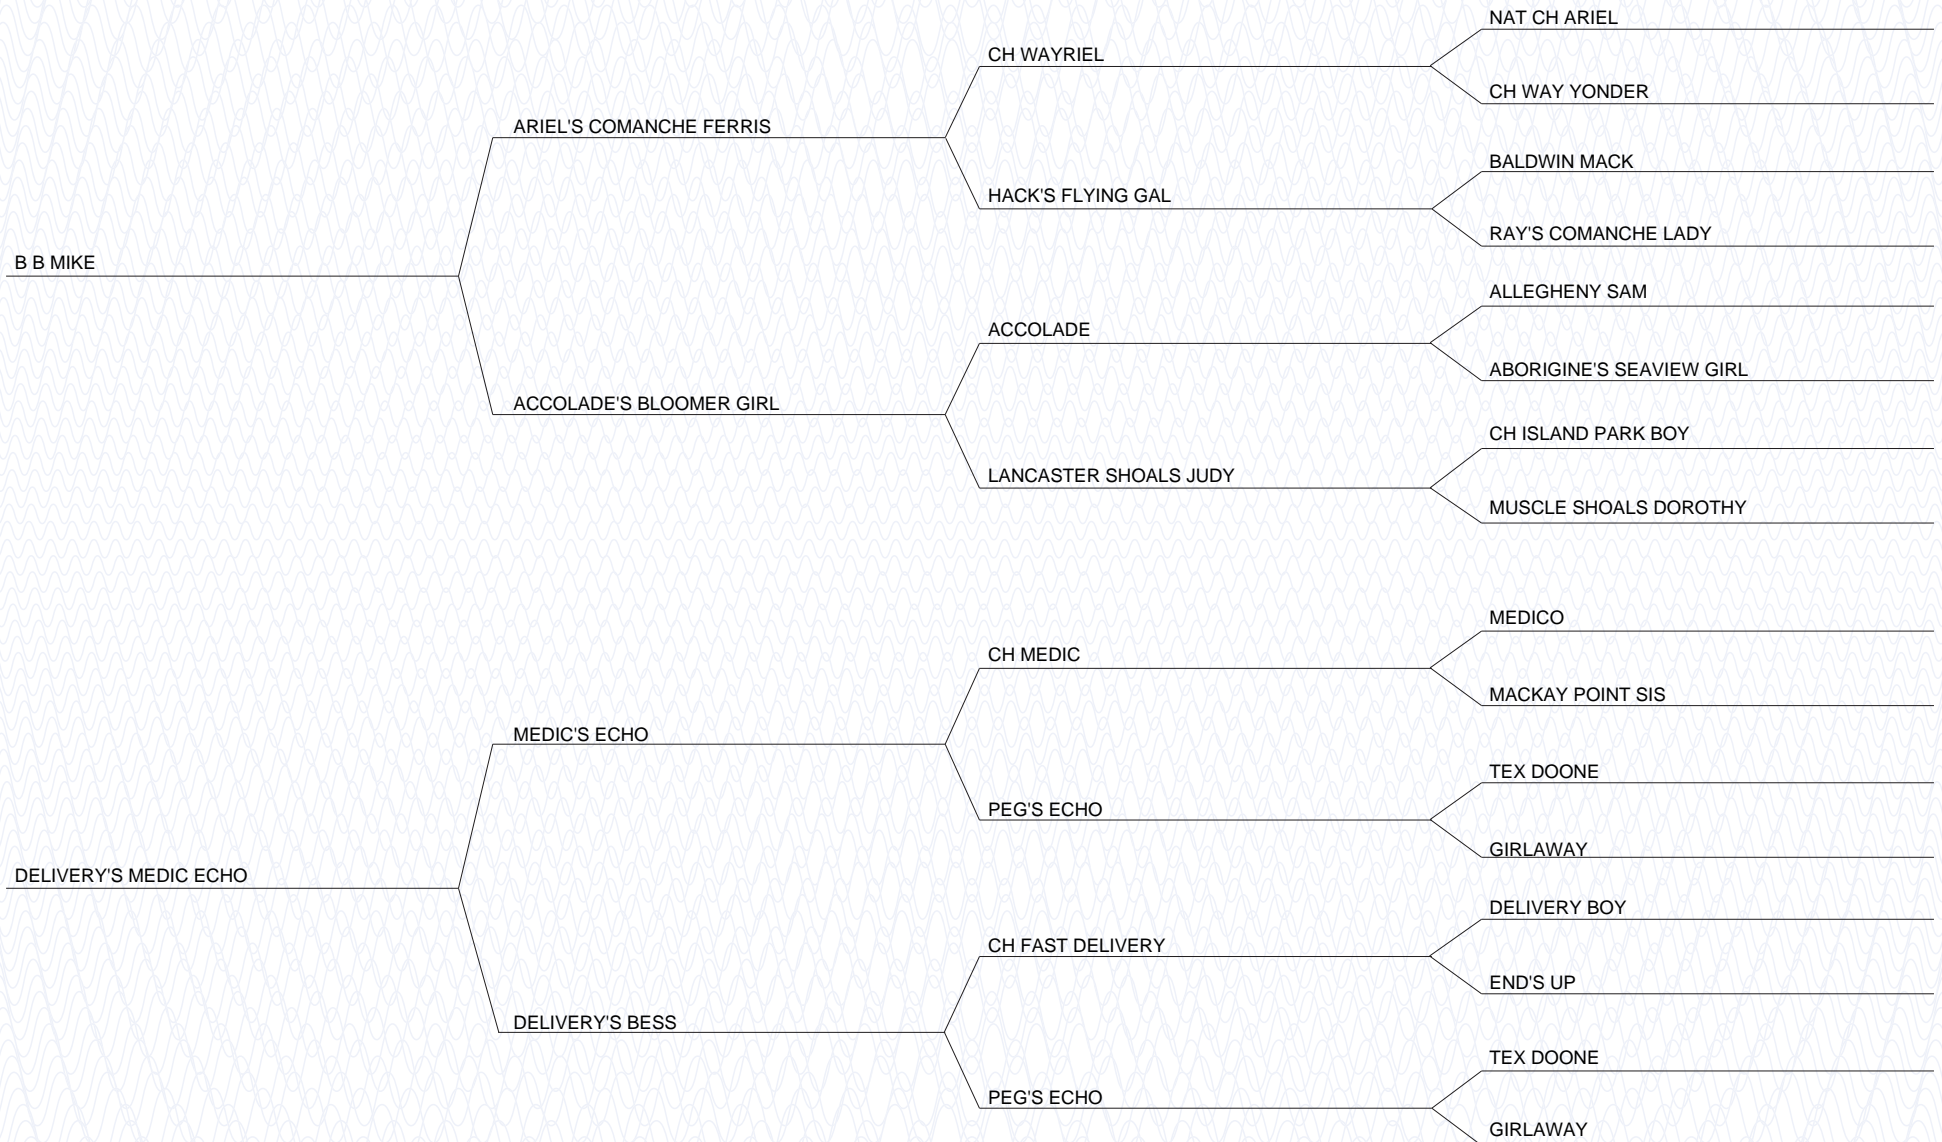 NAT CH ARIEL
CH WAYRIEL
CH WAY YONDER
ARIEL'S COMANCHE FERRIS
BALDWIN MACK
HACK'S FLYING GAL
RAY'S COMANCHE LADY
B B MIKE
ALLEGHENY SAM
ACCOLADE
ABORIGINE'S SEAVIEW GIRL
ACCOLADE'S BLOOMER GIRL
CH ISLAND PARK BOY
LANCASTER SHOALS JUDY
MUSCLE SHOALS DOROTHY
MEDICO
CH MEDIC
MACKAY POINT SIS
MEDIC'S ECHO
TEX DOONE
PEG'S ECHO
GIRLAWAY
DELIVERY'S MEDIC ECHO
DELIVERY BOY
CH FAST DELIVERY
END'S UP
DELIVERY'S BESS
TEX DOONE
PEG'S ECHO
GIRLAWAY